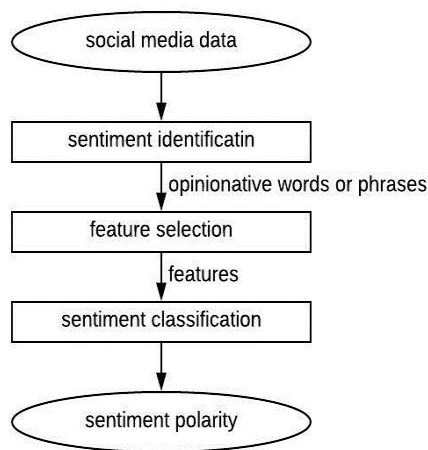 social media data
sentiment identificatin
opinionative words or phrases
feature selection
features
sentiment classification
sentiment polarity